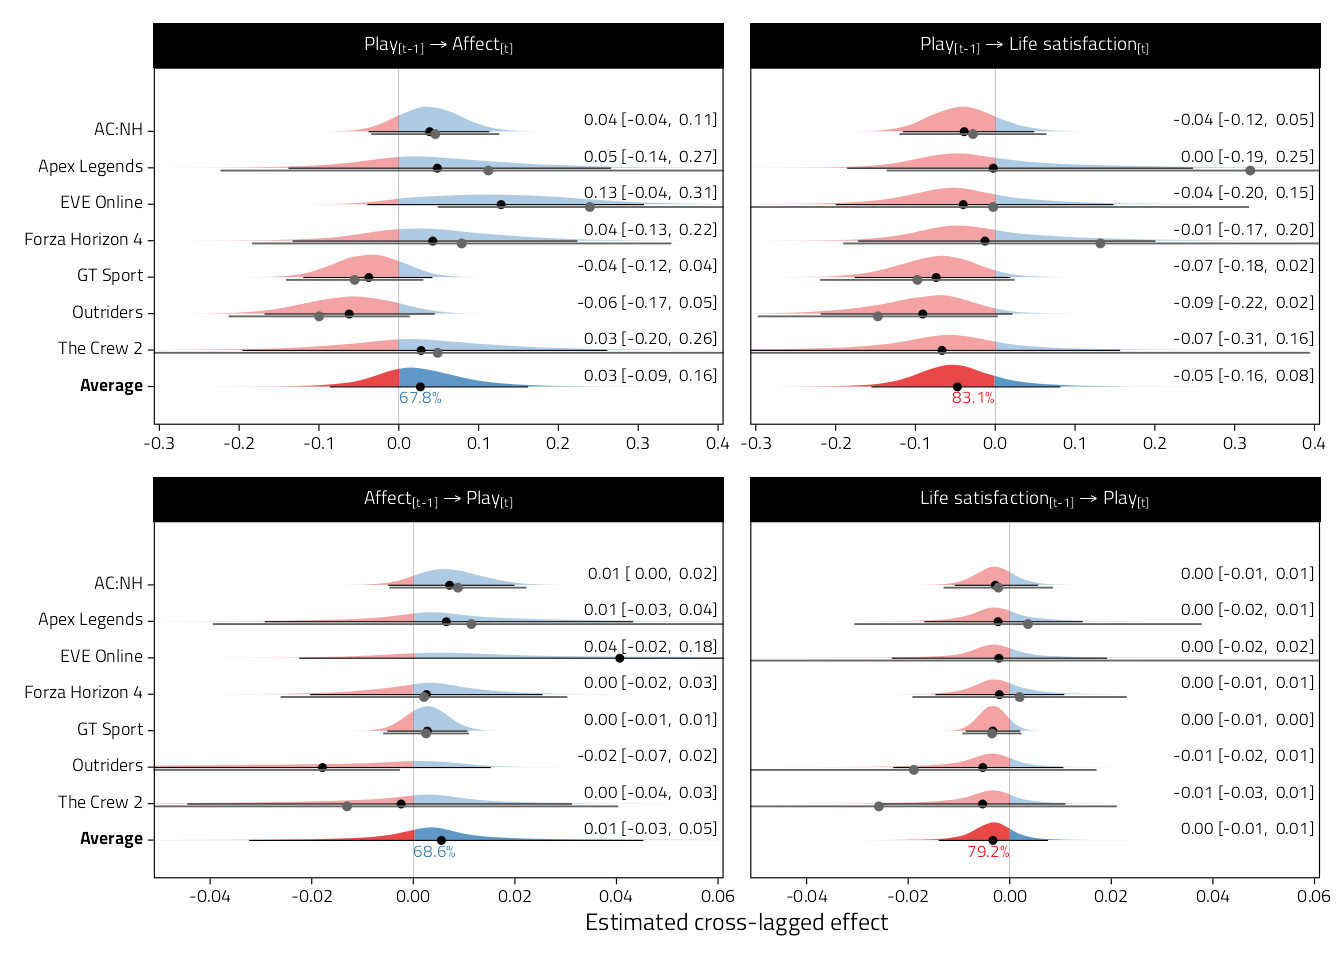 Play[t-1] → Affect[t]
Play[t-1] → Life satisfaction[t]
AC:NH 0.04 [-0.04, 0.11] -0.04 [-0.12, 0.05]
Apex Legends 0.05 [-0.14, 0.27] 0.00 [-0.19, 0.25]
EVE Online 0.13 [-0.04, 0.31] -0.04 [-0.20, 0.15]
Forza Horizon 4 0.04 [-0.13, 0.22] -0.01 [-0.17, 0.20]
GT Sport -0.04 [-0.12, 0.04] -0.07 [-0.18, 0.02]
Outriders -0.06 [-0.17, 0.05] -0.09 [-0.22, 0.02]
The Crew 2 0.03 [-0.20, 0.26] -0.07 [-0.31, 0.16]
Average 0.03 [-0.09, 0.16] -0.05 [-0.16, 0.08]
67.8% 83.1%
-0.3 -0.2 -0.1 0.0 0.1 0.2 0.3 0.4 -0.3 -0.2 -0.1 0.0 0.1 0.2 0.3 0.4
Affect[t-1] → Play[t]
Life satisfaction[t-1] → Play[t]
AC:NH 0.01 [ 0.00, 0.02] 0.00 [-0.01, 0.01]
Apex Legends 0.01 [-0.03, 0.04] 0.00 [-0.02, 0.01]
EVE Online 0.04 [-0.02, 0.18] 0.00 [-0.02, 0.02]
Forza Horizon 4 0.00 [-0.02, 0.03] 0.00 [-0.01, 0.01]
GT Sport 0.00 [-0.01, 0.01] 0.00 [-0.01, 0.00]
Outriders -0.02 [-0.07, 0.02] -0.01 [-0.02, 0.01]
The Crew 2 0.00 [-0.04, 0.03] -0.01 [-0.03, 0.01]
Average 0.01 [-0.03, 0.05] 0.00 [-0.01, 0.01]
68.6% 79.2%
-0.04 -0.02 0.00 0.02 0.04 0.06 -0.04 -0.02 0.00 0.02 0.04 0.06
Estimated cross-lagged effect